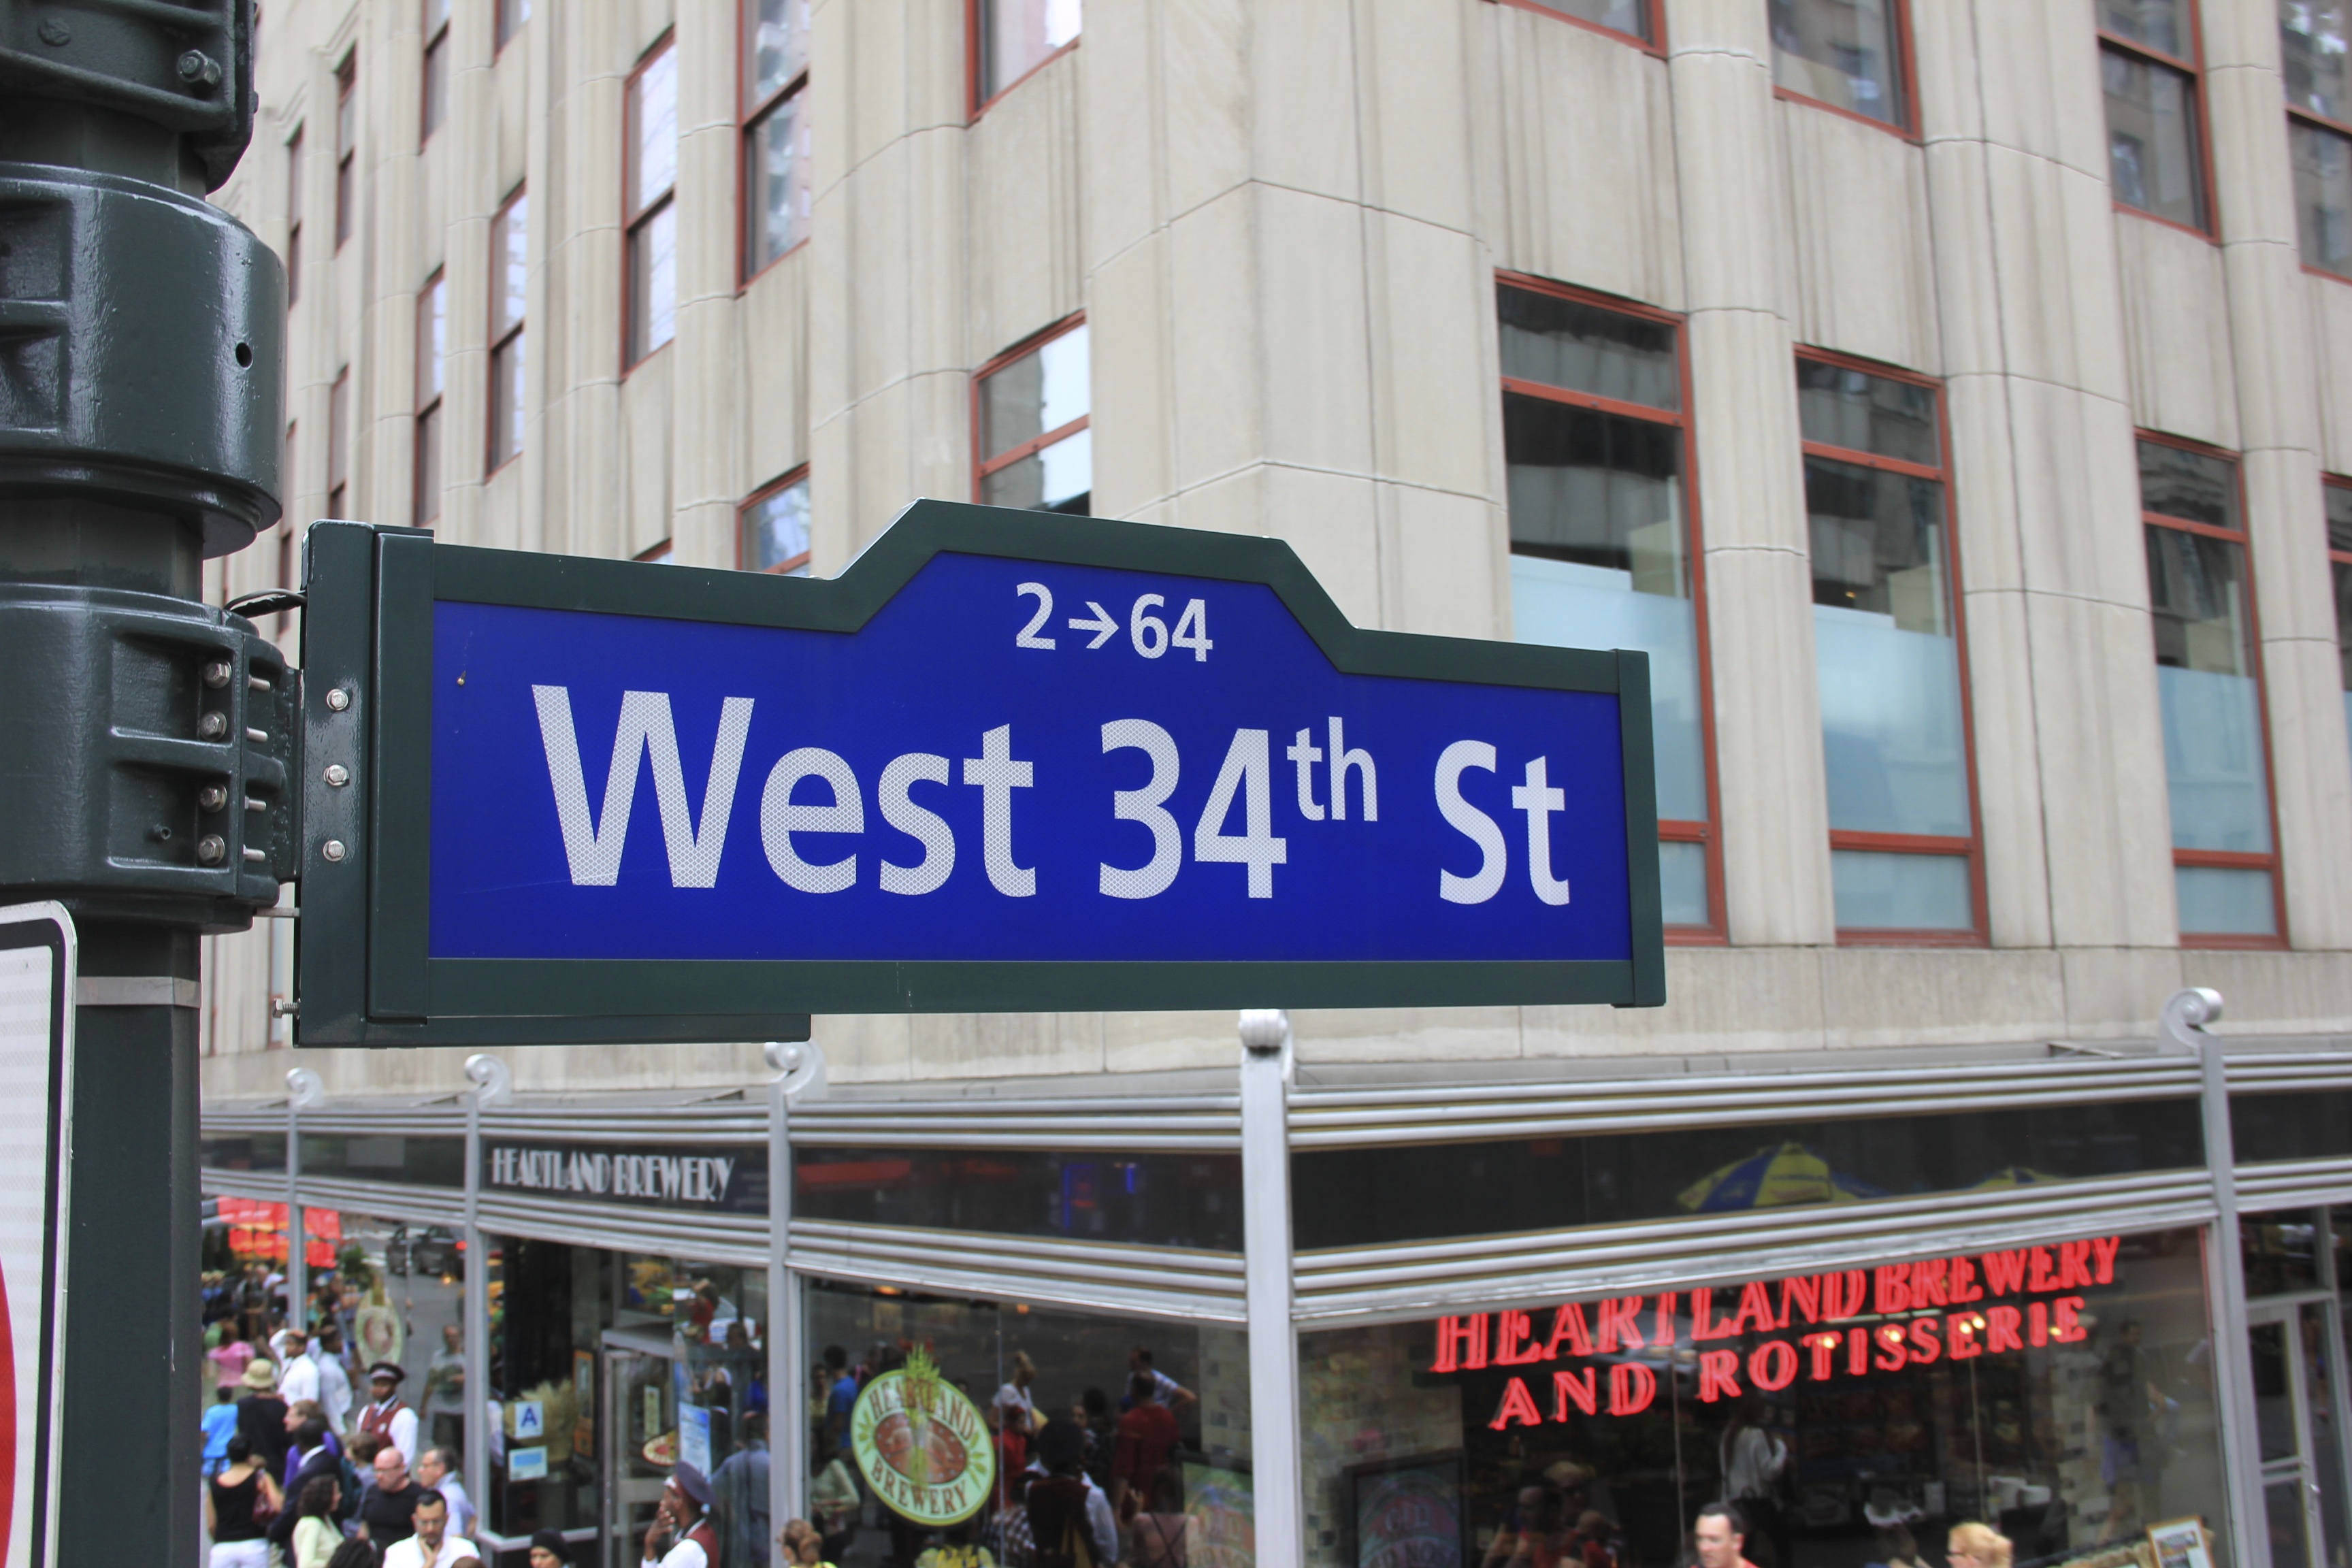 2→64
West 34th St
HEARTLAND BREWERY
HEARTLAND BREWERY
AND ROTISSERIE
A
HEARTLAND
BREWERY